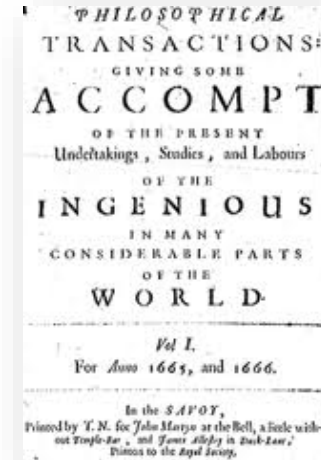 PHILOSOPHICAL
TRANSACTIONS:
GIVING SOME
ACCOMPT
OF THE PRESENT
Undertakings, Studies, and Labours
OF THE
INGENIOUS
IN MANY
CONSIDERABLE PARTS
OF THE
WORLD.
Vol I.
For Anno 1665, and 1666.
In the SAVOY,
Printed by T. N. for John Martyn at the Bell, a little with-
out Temple-Bar, and James Allestry in Duck-Lane,
Printers to the Royal Society.